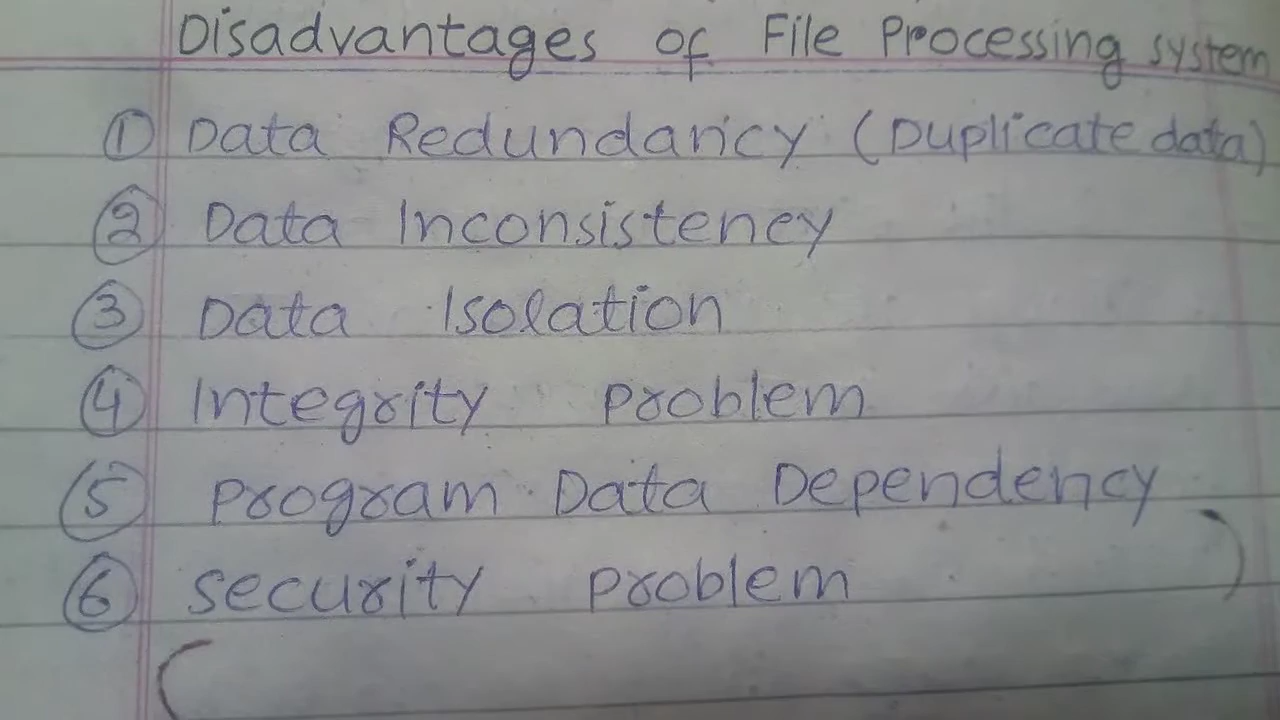 Disadvantages of File Processing system
① Data Redundancy (Duplicate data)
② Data Inconsistency
③ Data Isolation
④ Integrity Problem
⑤ Program Data Dependency
⑥ Security Problem